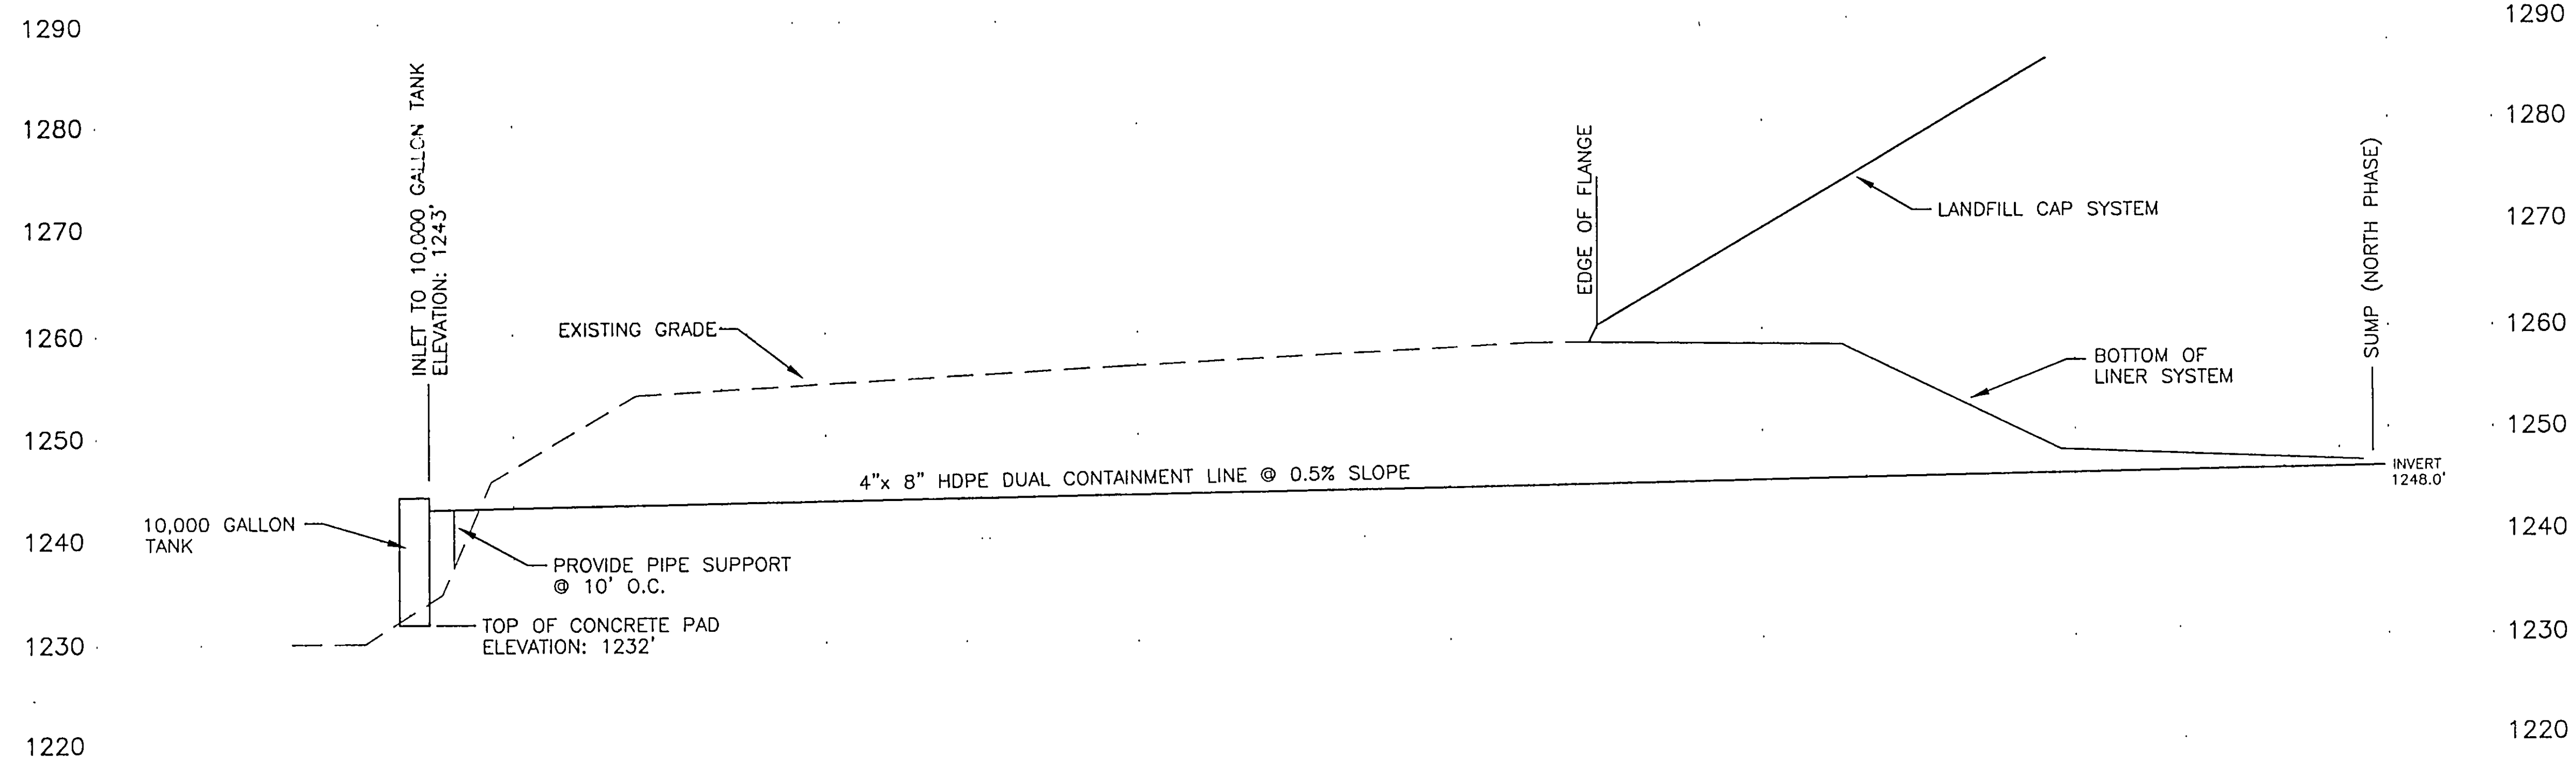 1290
1290
INLET TO 10,000 GALLON TANK
ELEVATION: 1243'
1280
1280
EDGE OF FLANGE
SUMP (NORTH PHASE)
1270
1270
LANDFILL CAP SYSTEM
1260
1260
EXISTING GRADE
BOTTOM OF
LINER SYSTEM
1250
1250
4"x 8" HDPE DUAL CONTAINMENT LINE @ 0.5% SLOPE
INVERT
1248.0'
10,000 GALLON
TANK
1240
1240
PROVIDE PIPE SUPPORT
@ 10' O.C.
TOP OF CONCRETE PAD
ELEVATION: 1232'
1230
1230
1220
1220